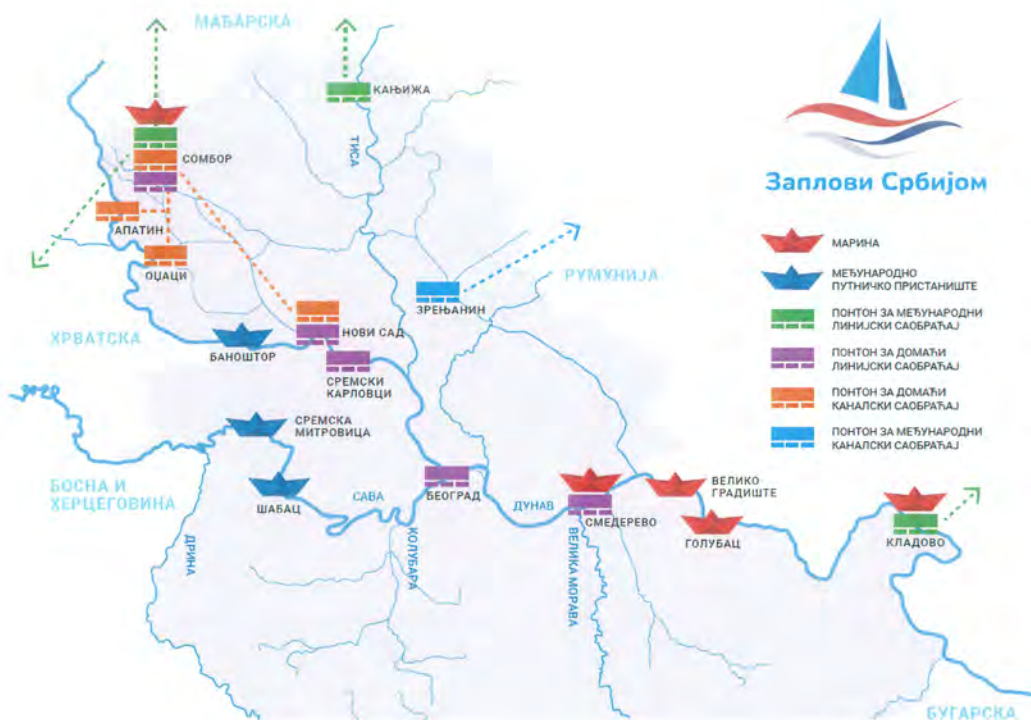 МАЂАРСКА
КАЊИЖА
ТИСА
СОМБОР
АПАТИН
ОЏАЦИ
РУМУНИЈА
ЗРЕЊАНИН
ХРВАТСКА
НОВИ САД
БАНОШТОР
СРЕМСКИ
КАРЛОВЦИ
СРЕМСКА
МИТРОВИЦА
БОСНА И
ХЕРЦЕГОВИНА
ШАБАЦ
САВА
БЕОГРАД
ДУНАВ
СМЕДЕРЕВО
ВЕЛИКО
ГРАДИШТЕ
ГОЛУБАЦ
КЛАДОВО
ДРИНА
КОЛУБАРА
ВЕЛИКА МОРАВА
БУГАРСКА
Заплови Србијом
МАРИНА
МЕЂУНАРОДНО
ПУТНИЧКО ПРИСТАНИШТЕ
ПОНТОН ЗА МЕЂУНАРОДНИ
ЛИНИЈСКИ САОБРАЋАЈ
ПОНТОН ЗА ДОМАЋИ
ЛИНИЈСКИ САОБРАЋАЈ
ПОНТОН ЗА ДОМАЋИ
КАНАЛСКИ САОБРАЋАЈ
ПОНТОН ЗА МЕЂУНАРОДНИ
КАНАЛСКИ САОБРАЋАЈ